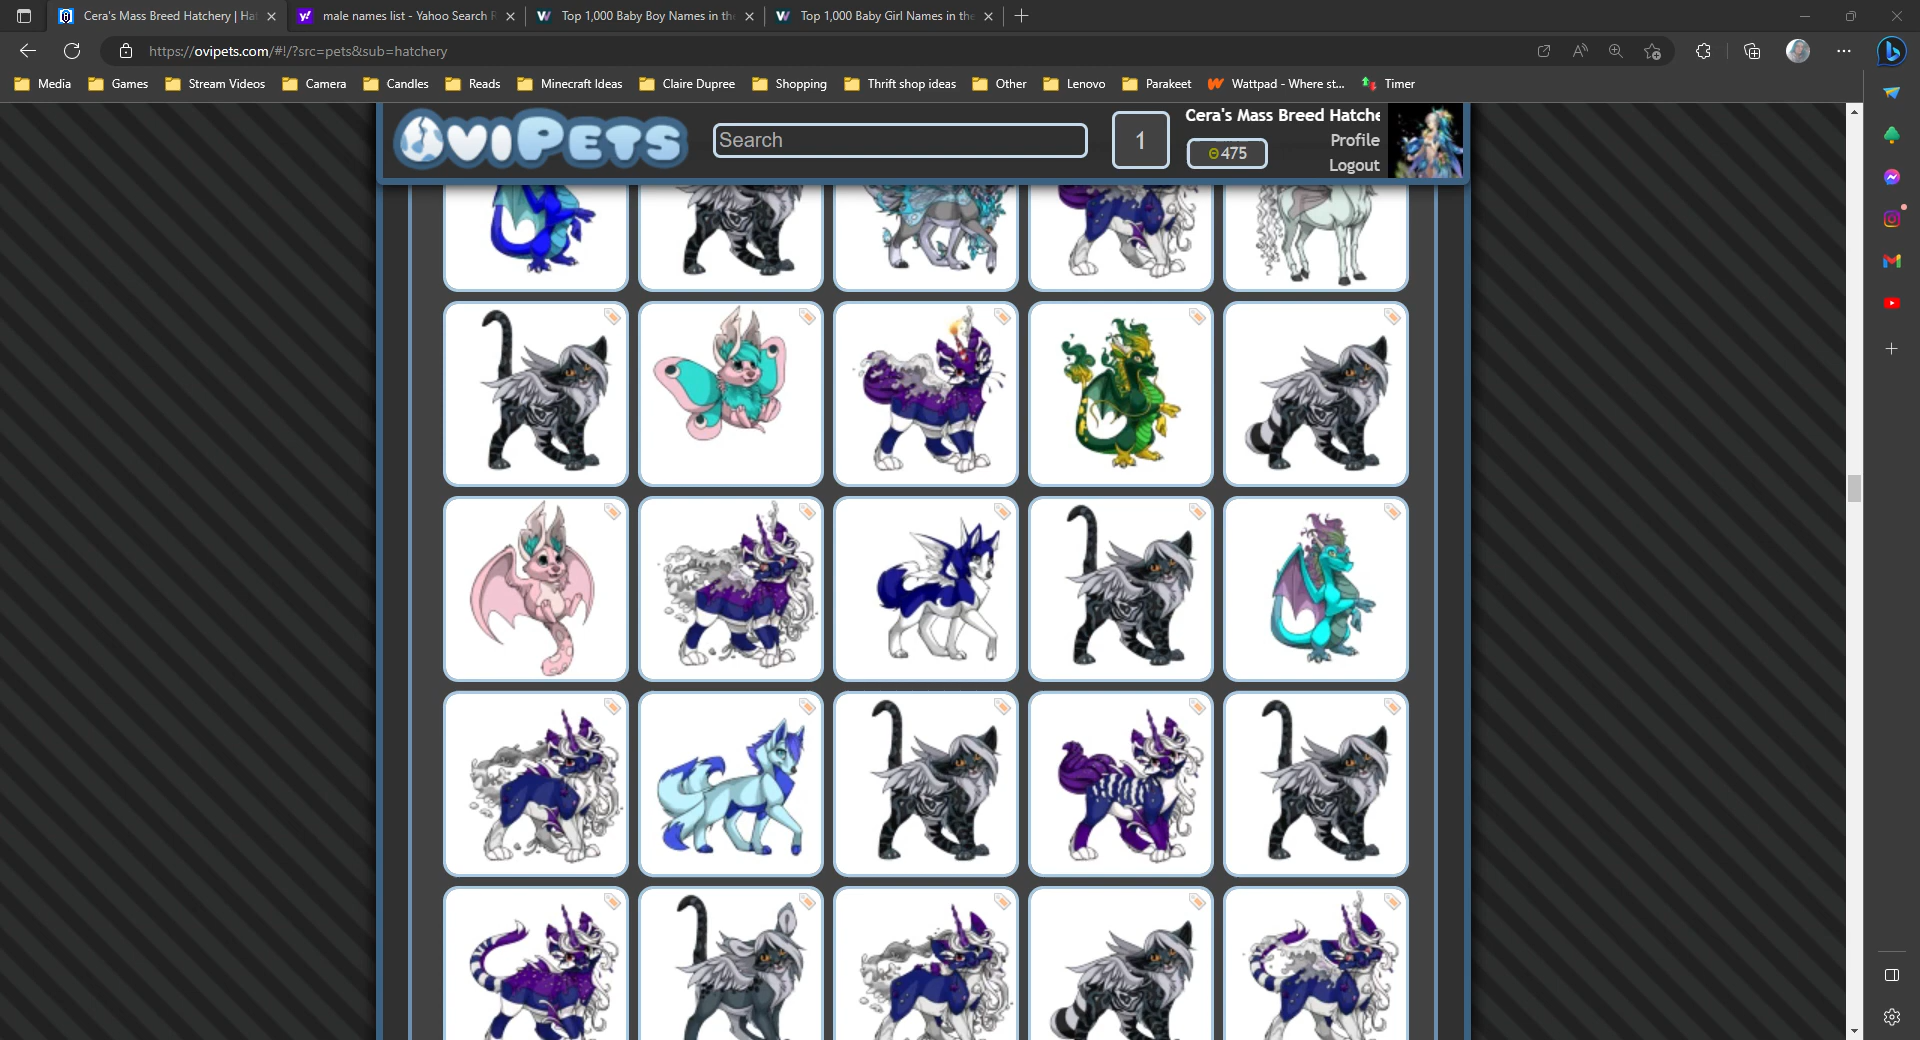 Cera's Mass Breed Hatchery | Ha
male names list - Yahoo Search R
Top 1,000 Baby Boy Names in the
Top 1,000 Baby Girl Names in the
https://ovipets.com/#!/?src=pets&sub=hatchery
Media
Games
Stream Videos
Camera
Candles
Reads
Minecraft Ideas
Claire Dupree
Shopping
Thrift shop ideas
Other
Lenovo
Parakeet
Wattpad - Where st...
Timer
OviPets
Search
1
Cera's Mass Breed Hatche
475
Profile
Logout